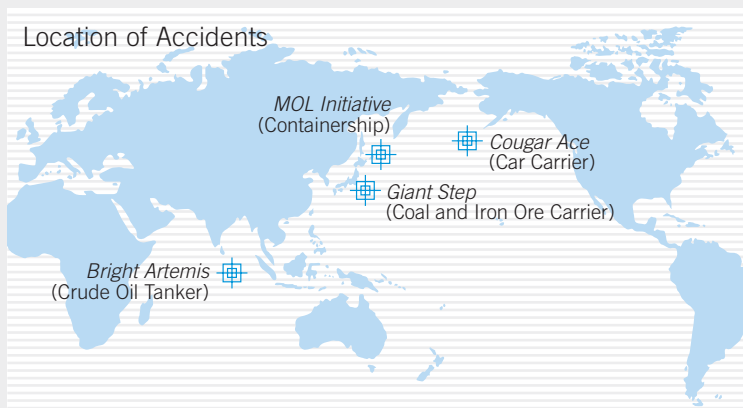 Location of Accidents
MOL Initiative
(Containership)
Cougar Ace
(Car Carrier)
Giant Step
(Coal and Iron Ore Carrier)
Bright Artemis
(Crude Oil Tanker)